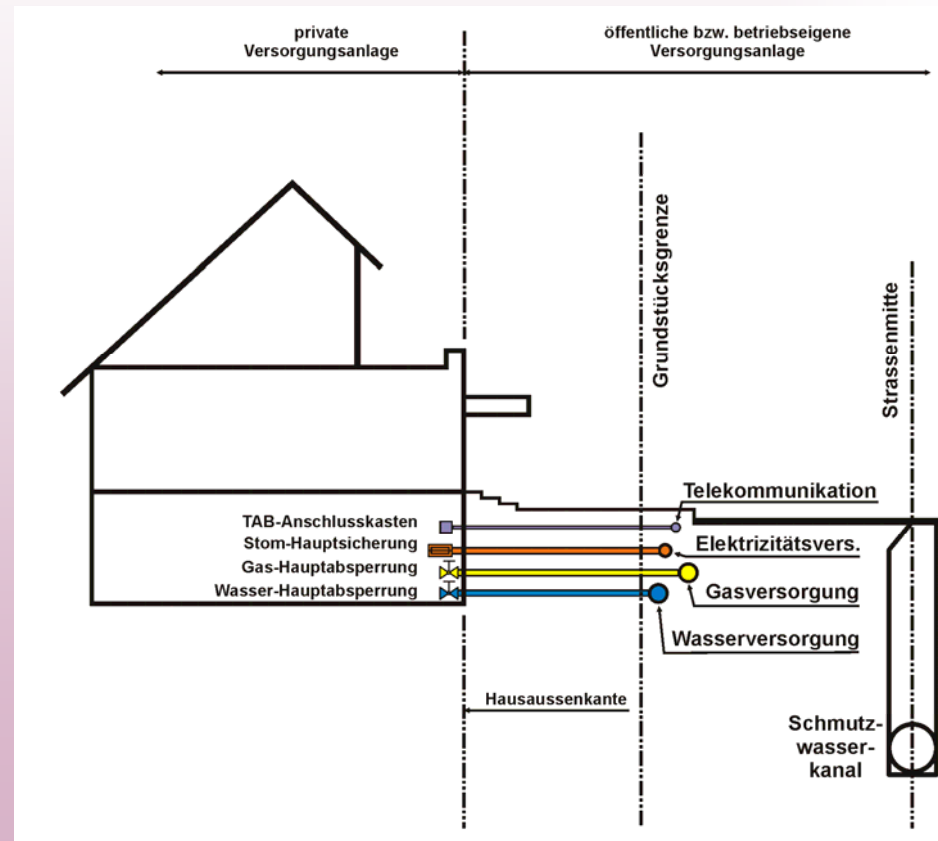 private
Versorgungsanlage
öffentliche bzw. betriebseigene
Versorgungsanlage
Grundstücksgrenze
Strassenmitte
Telekommunikation
TAB-Anschlusskasten
Stom-Hauptsicherung
Elektrizitätsvers.
Gas-Hauptabsperrung
Gasversorgung
Wasser-Hauptabsperrung
Wasserversorgung
Hausaussenkante
Schmutz-
wasser-
kanal